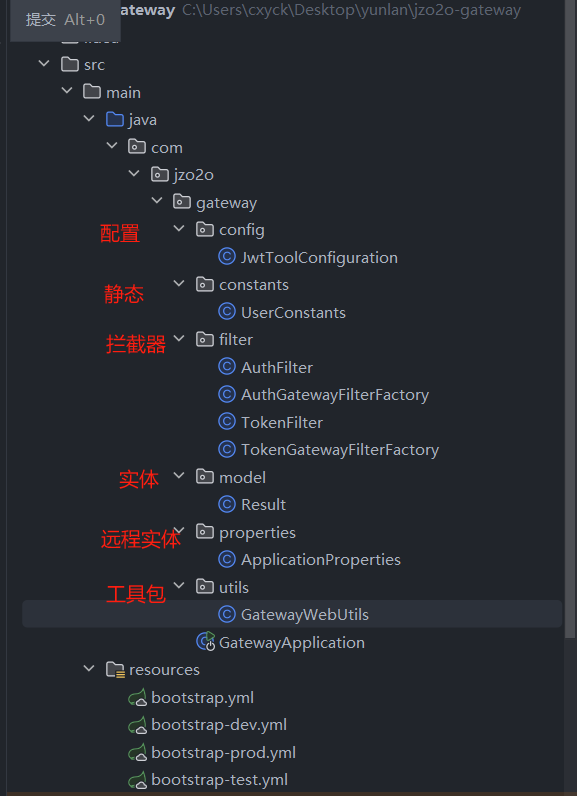 提交 Alt+0 ateway C:\Users\cxyck\Desktop\yunlan\jzo2o-gateway
src
main
java
com
jzo2o
gateway
配置 config
JwtToolConfiguration
静态 constants
UserConstants
拦截器 filter
AuthFilter
AuthGatewayFilterFactory
TokenFilter
TokenGatewayFilterFactory
实体 model
Result
远程实体 properties
ApplicationProperties
工具包 utils
GatewayWebUtils
GatewayApplication
resources
bootstrap.yml
bootstrap-dev.yml
bootstrap-prod.yml
bootstrap-test.yml